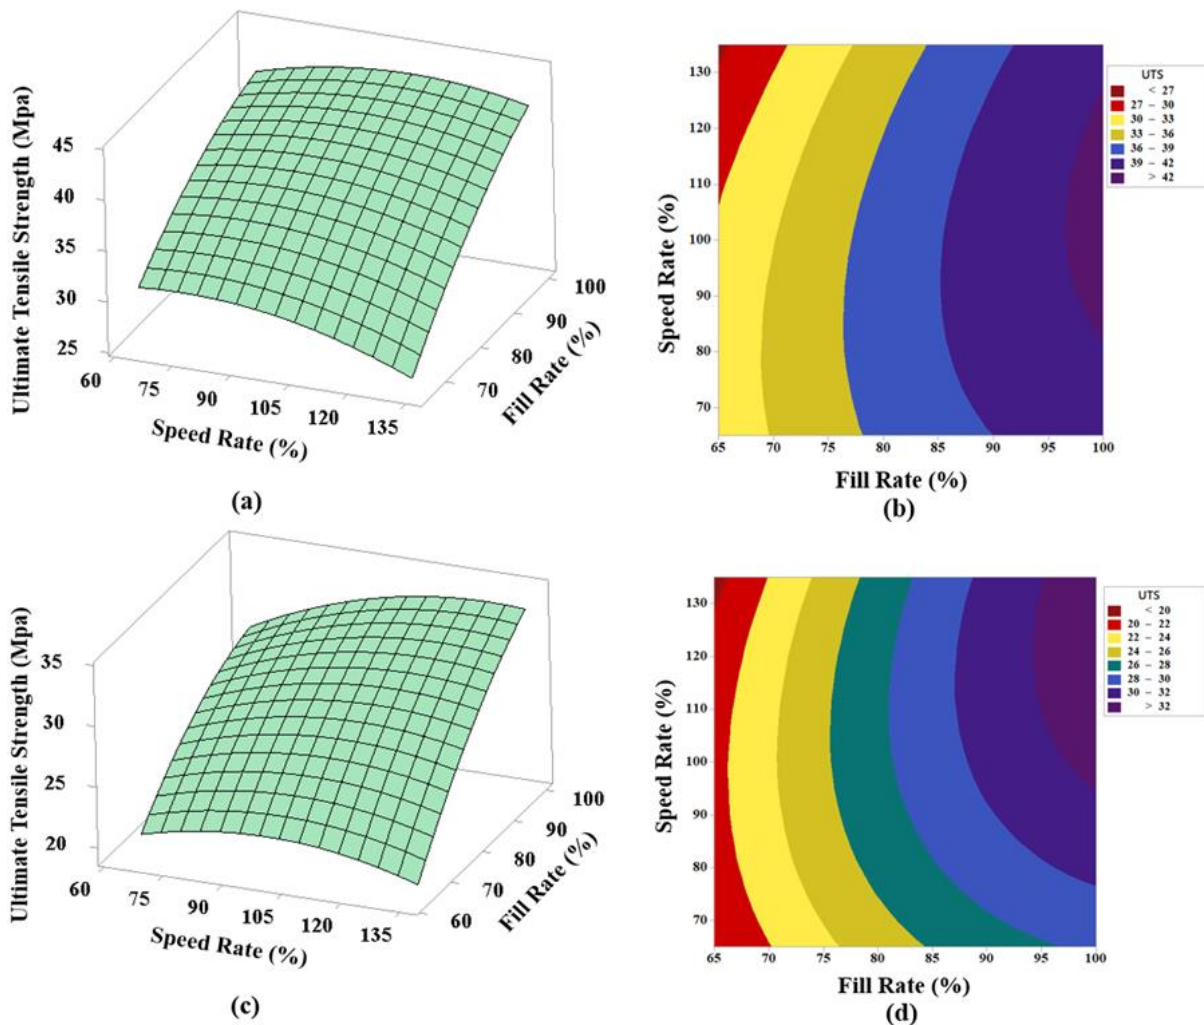 Ultimate Tensile Strength (Mpa)
45
40
35
30
25
60
75
90
105
120
135
Speed Rate (%)
70
80
90
100
Fill Rate (%)
(a)
Speed Rate (%)
130
120
110
100
90
80
70
65
70
75
80
85
90
95
100
Fill Rate (%)
(b)
UTS
< 27
27 – 30
30 – 33
33 – 36
36 – 39
39 – 42
> 42
Ultimate Tensile Strength (Mpa)
35
30
25
20
60
75
90
105
120
135
Speed Rate (%)
60
70
80
90
100
Fill Rate (%)
(c)
Speed Rate (%)
130
120
110
100
90
80
70
65
70
75
80
85
90
95
100
Fill Rate (%)
(d)
UTS
< 20
20 – 22
22 – 24
24 – 26
26 – 28
28 – 30
30 – 32
> 32